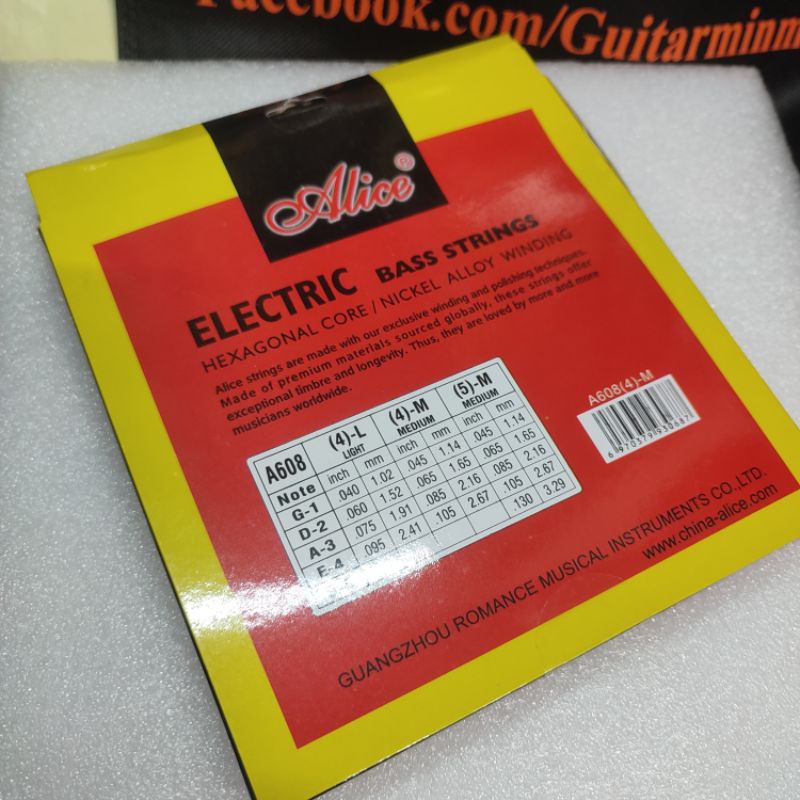 Facebook.com/Guitarminm
Alice®
ELECTRIC BASS STRINGS
HEXAGONAL CORE / NICKEL ALLOY WINDING
Alice strings are made with our exclusive winding and polishing techniques.
Made of premium materials sourced globally, these strings offer
exceptional timbre and longevity. Thus, they are loved by more and more
musicians worldwide.
A608 (4)-L LIGHT (4)-M MEDIUM (5)-M MEDIUM
Note inch mm inch mm inch mm
G-1 .040 1.02 .045 1.14 .045 1.14
D-2 .060 1.52 .065 1.65 .065 1.65
A-3 .075 1.91 .085 2.16 .085 2.16
E-4 .095 2.41 .105 2.67 .105 2.67
.130 3.29
A608(4)-M
6 970379 930687
GUANGZHOU ROMANCE MUSICAL INSTRUMENTS CO.,LTD.
www.china-alice.com